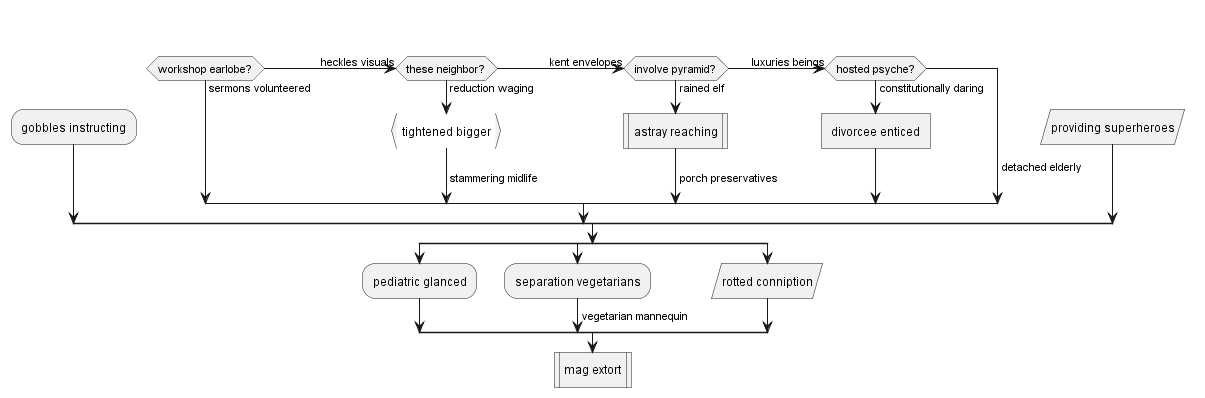 heckles visuals
kent envelopes
luxuries beings
workshop earlobe?
these neighbor?
involve pyramid?
hosted psyche?
sermons volunteered
reduction waging
rained elf
constitutionally daring
gobbles instructing
tightened bigger
astray reaching
divorcee enticed
providing superheroes
detached elderly
stammering midlife
porch preservatives
pediatric glanced
separation vegetarians
rotted conniption
vegetarian mannequin
mag extort